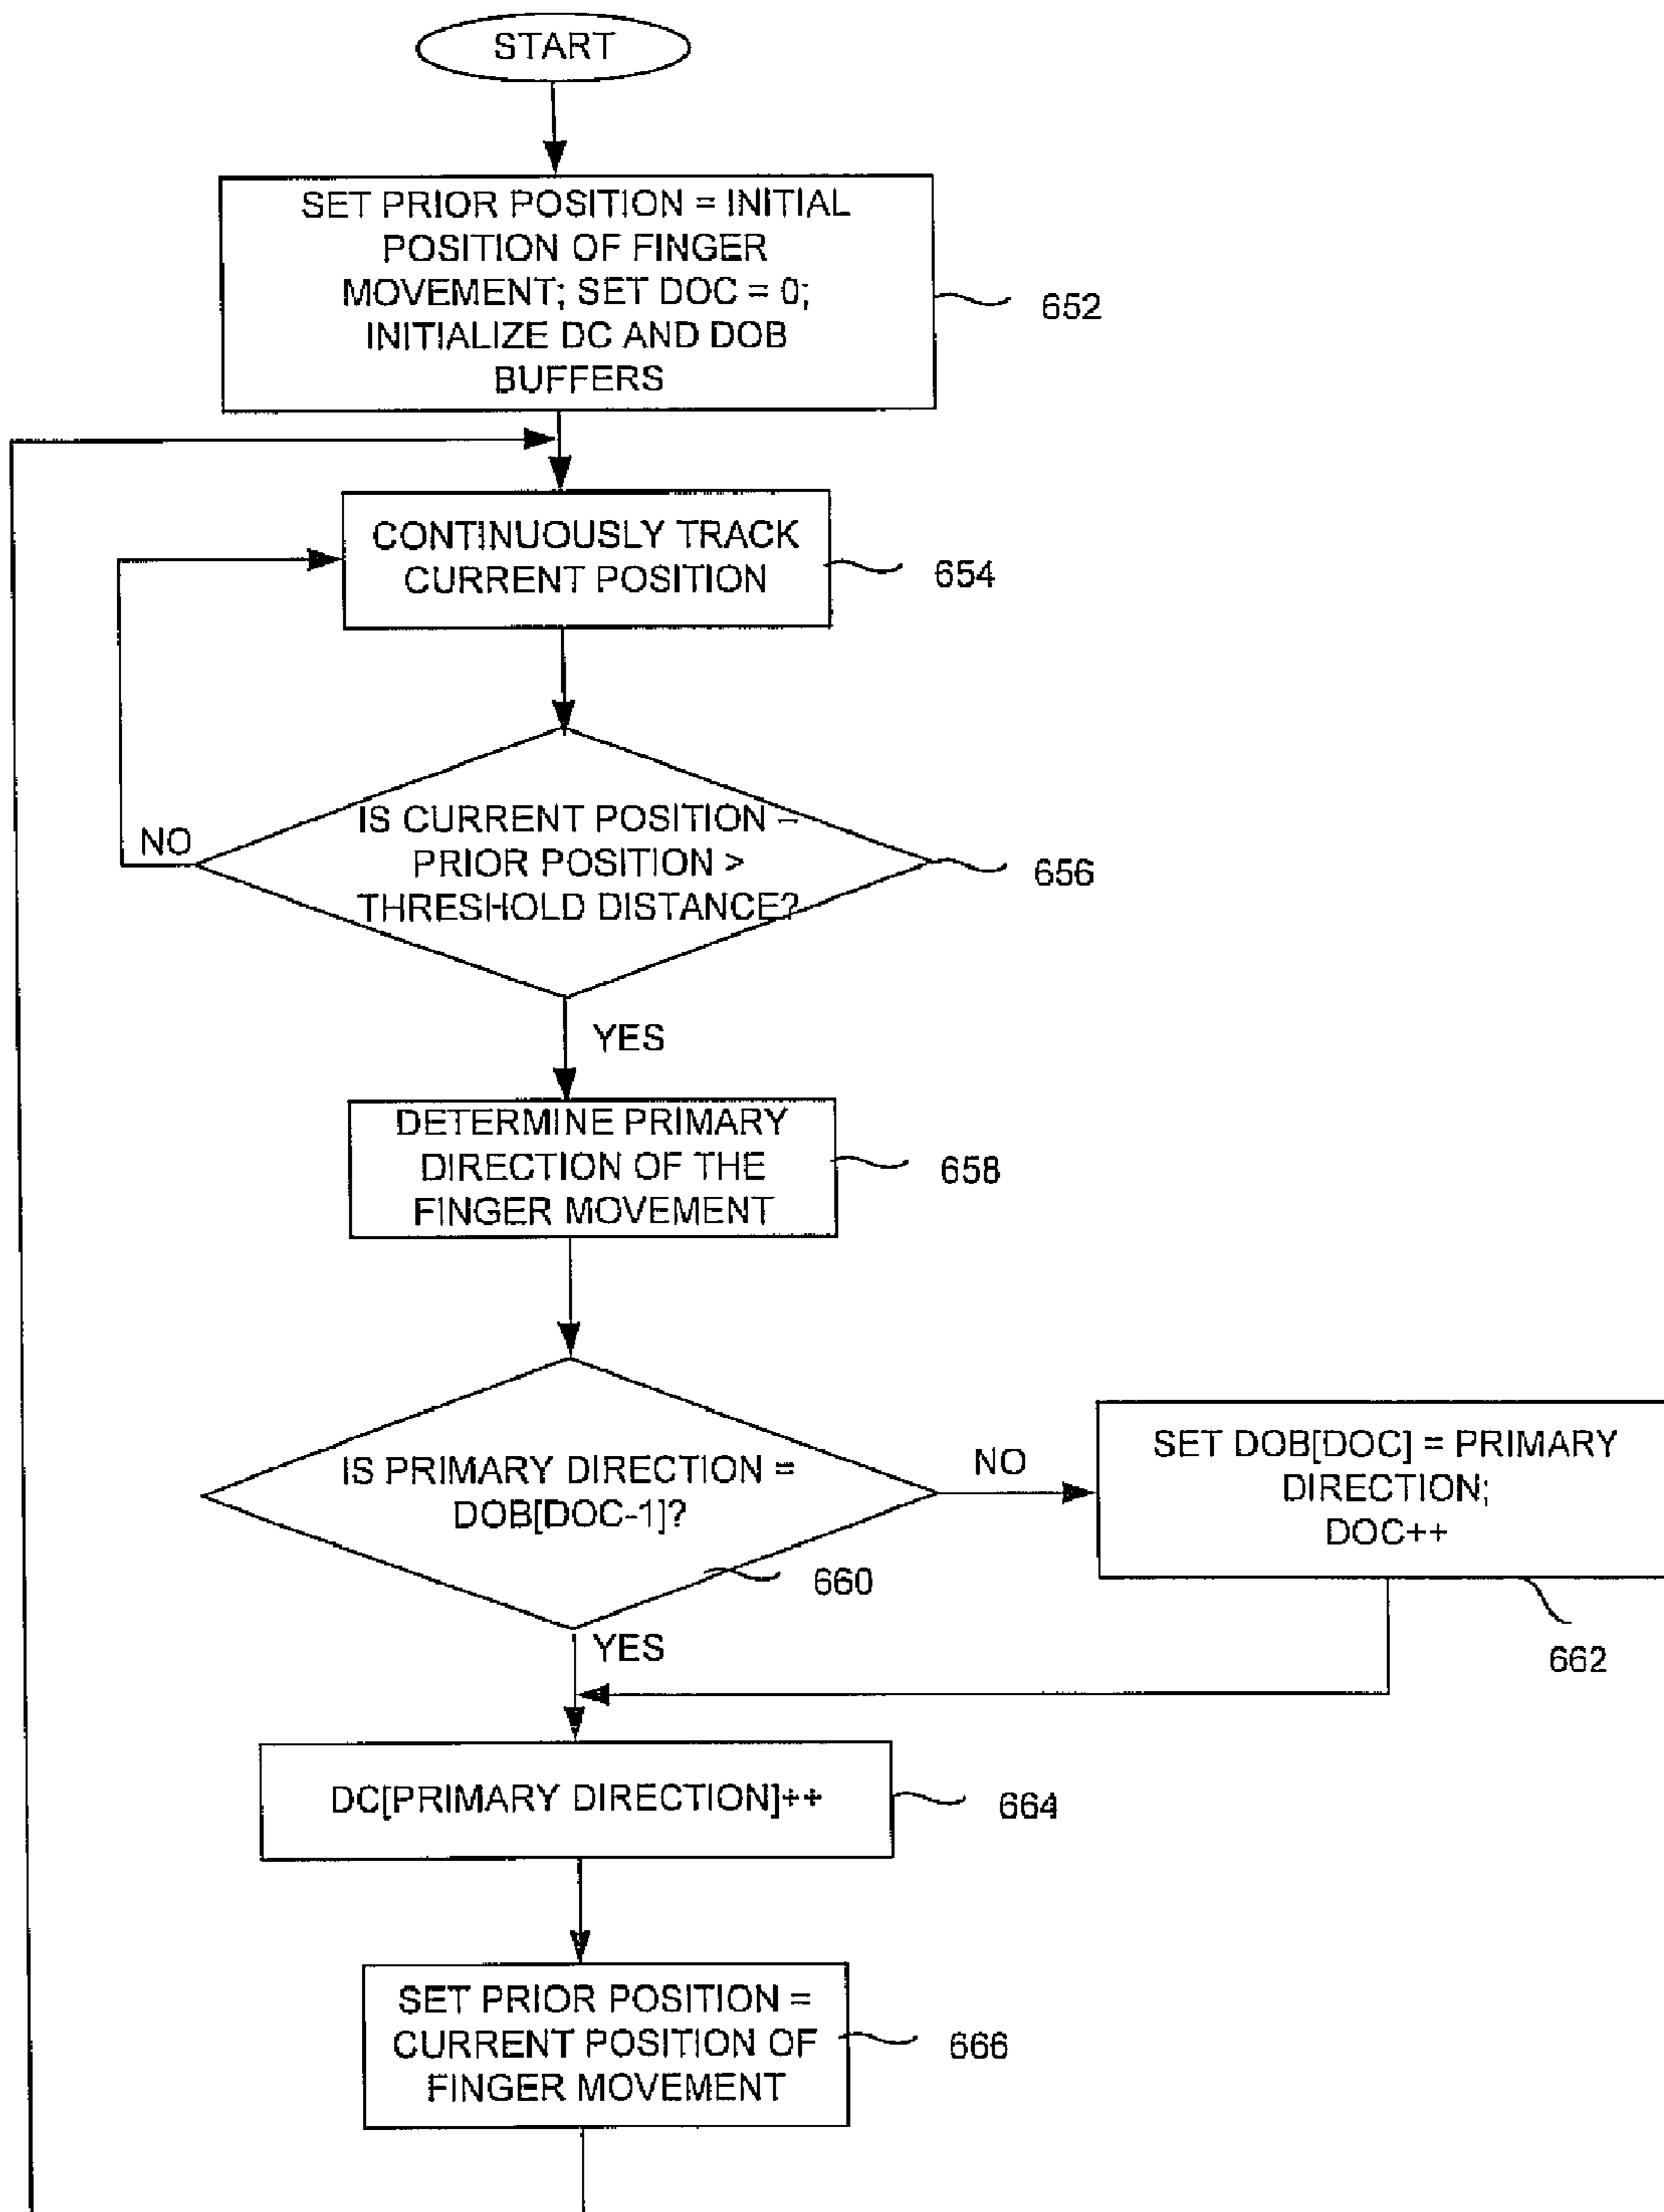 START
SET PRIOR POSITION = INITIAL
POSITION OF FINGER
MOVEMENT; SET DOC = 0;
INITIALIZE DC AND DOB
BUFFERS
652
CONTINUOUSLY TRACK
CURRENT POSITION
654
IS CURRENT POSITION –
PRIOR POSITION >
THRESHOLD DISTANCE?
NO
656
YES
DETERMINE PRIMARY
DIRECTION OF THE
FINGER MOVEMENT
658
IS PRIMARY DIRECTION =
DOB[DOC-1]?
NO
660
SET DOB[DOC] = PRIMARY
DIRECTION;
DOC++
662
YES
DC[PRIMARY DIRECTION]++
664
SET PRIOR POSITION =
CURRENT POSITION OF
FINGER MOVEMENT
666